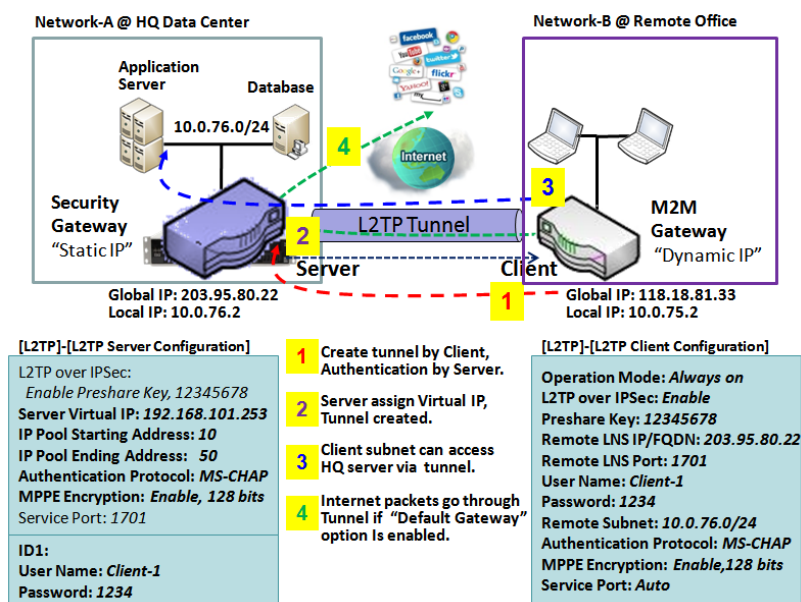 Network-A @ HQ Data Center
Network-B @ Remote Office
Application
Server
Database
10.0.76.0/24
facebook
YouTube
twitter
Google+
flickr
YAHOO!
my
Internet
4
3
Security
Gateway
"Static IP"
2
L2TP Tunnel
M2M
Gateway
"Dynamic IP"
Server
Client
1
Global IP: 203.95.80.22
Local IP: 10.0.76.2
Global IP: 118.18.81.33
Local IP: 10.0.75.2
[L2TP]-[L2TP Server Configuration]
L2TP over IPSec:
Enable Preshare Key, 12345678
Server Virtual IP: 192.168.101.253
IP Pool Starting Address: 10
IP Pool Ending Address: 50
Authentication Protocol: MS-CHAP
MPPE Encryption: Enable, 128 bits
Service Port: 1701
ID1:
User Name: Client-1
Password: 1234
1 Create tunnel by Client,
Authentication by Server.
2 Server assign Virtual IP,
Tunnel created.
3 Client subnet can access
HQ server via tunnel.
4 Internet packets go through
Tunnel if "Default Gateway"
option Is enabled.
[L2TP]-[L2TP Client Configuration]
Operation Mode: Always on
L2TP over IPSec: Enable
Preshare Key: 12345678
Remote LNS IP/FQDN: 203.95.80.22
Remote LNS Port: 1701
User Name: Client-1
Password: 1234
Remote Subnet: 10.0.76.0/24
Authentication Protocol: MS-CHAP
MPPE Encryption: Enable,128 bits
Service Port: Auto